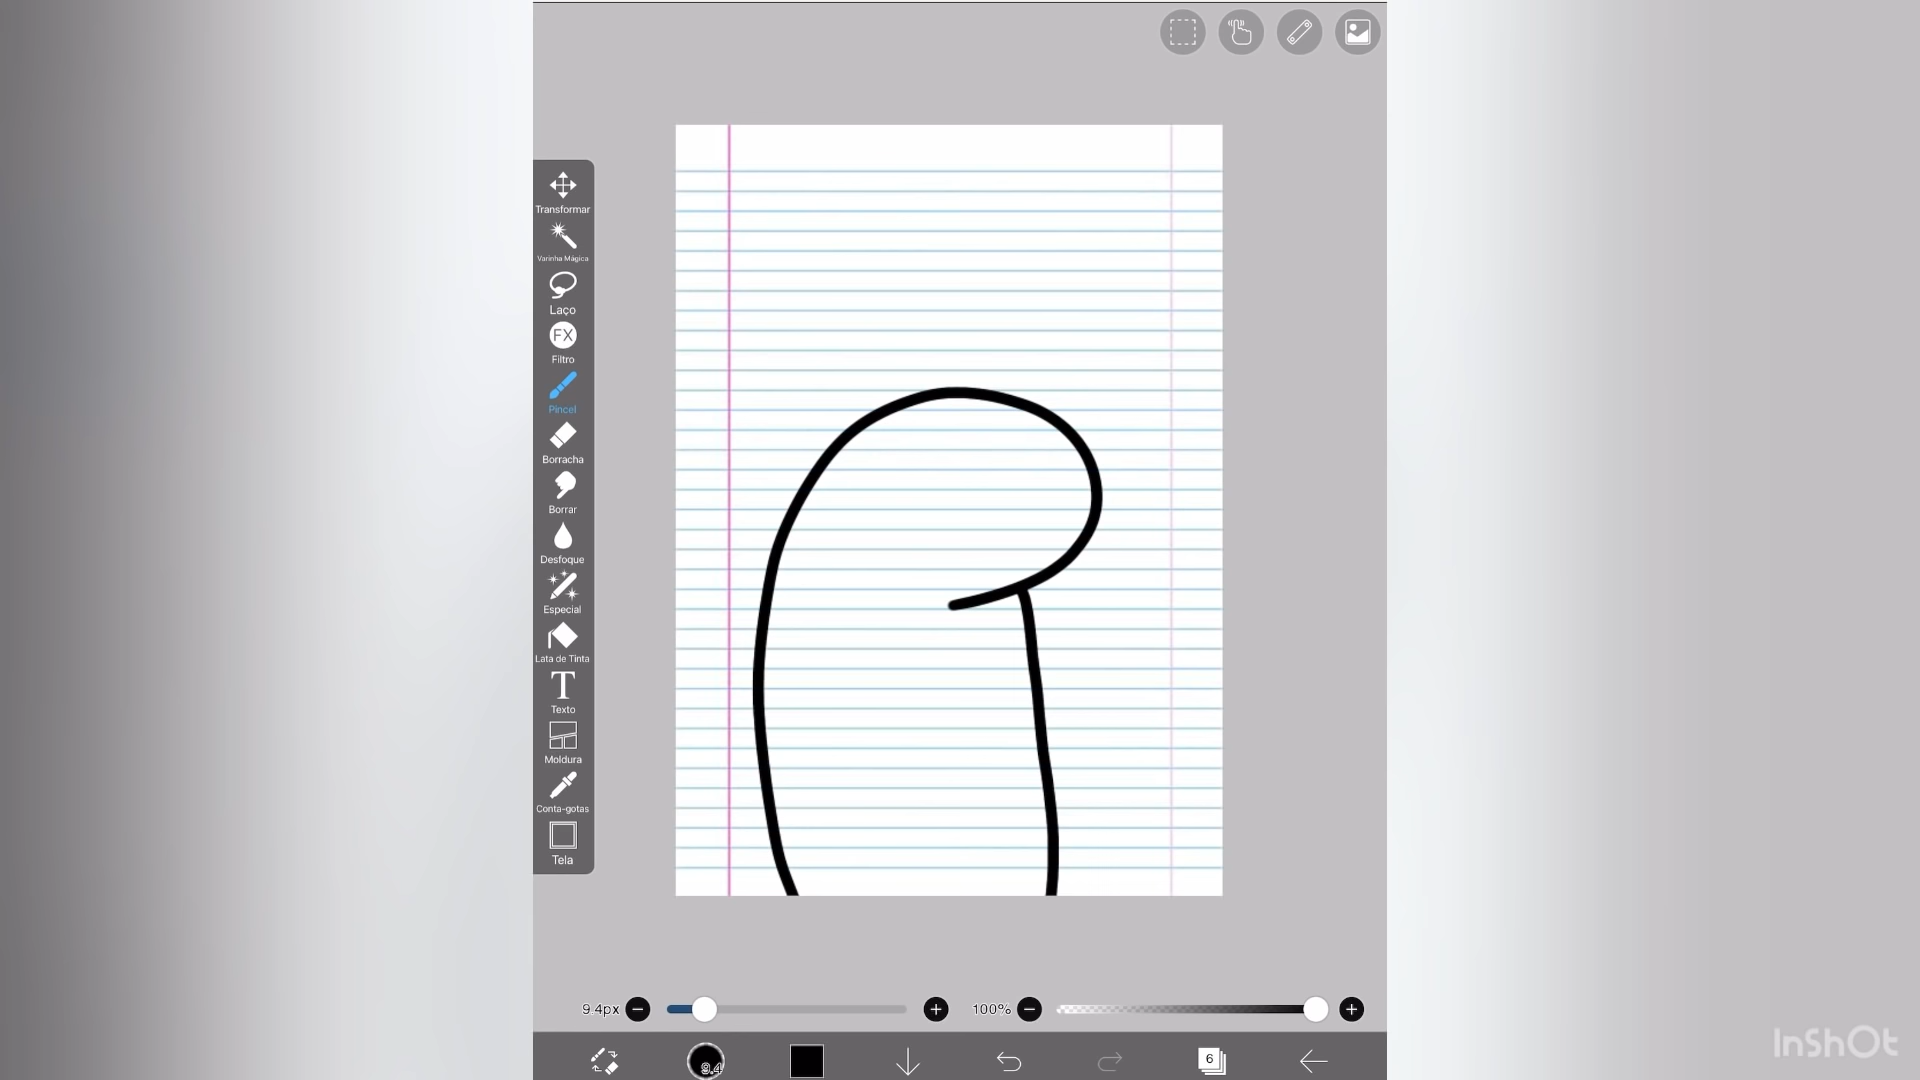 Transformar
Varinha Mágica
Laço
FX
Filtro
Pincel
Borracha
Borrar
Desfoque
Especial
Lata de Tinta
T
Texto
Moldura
Conta-gotas
Tela
9.4px
100%
9.4
6
InShOt